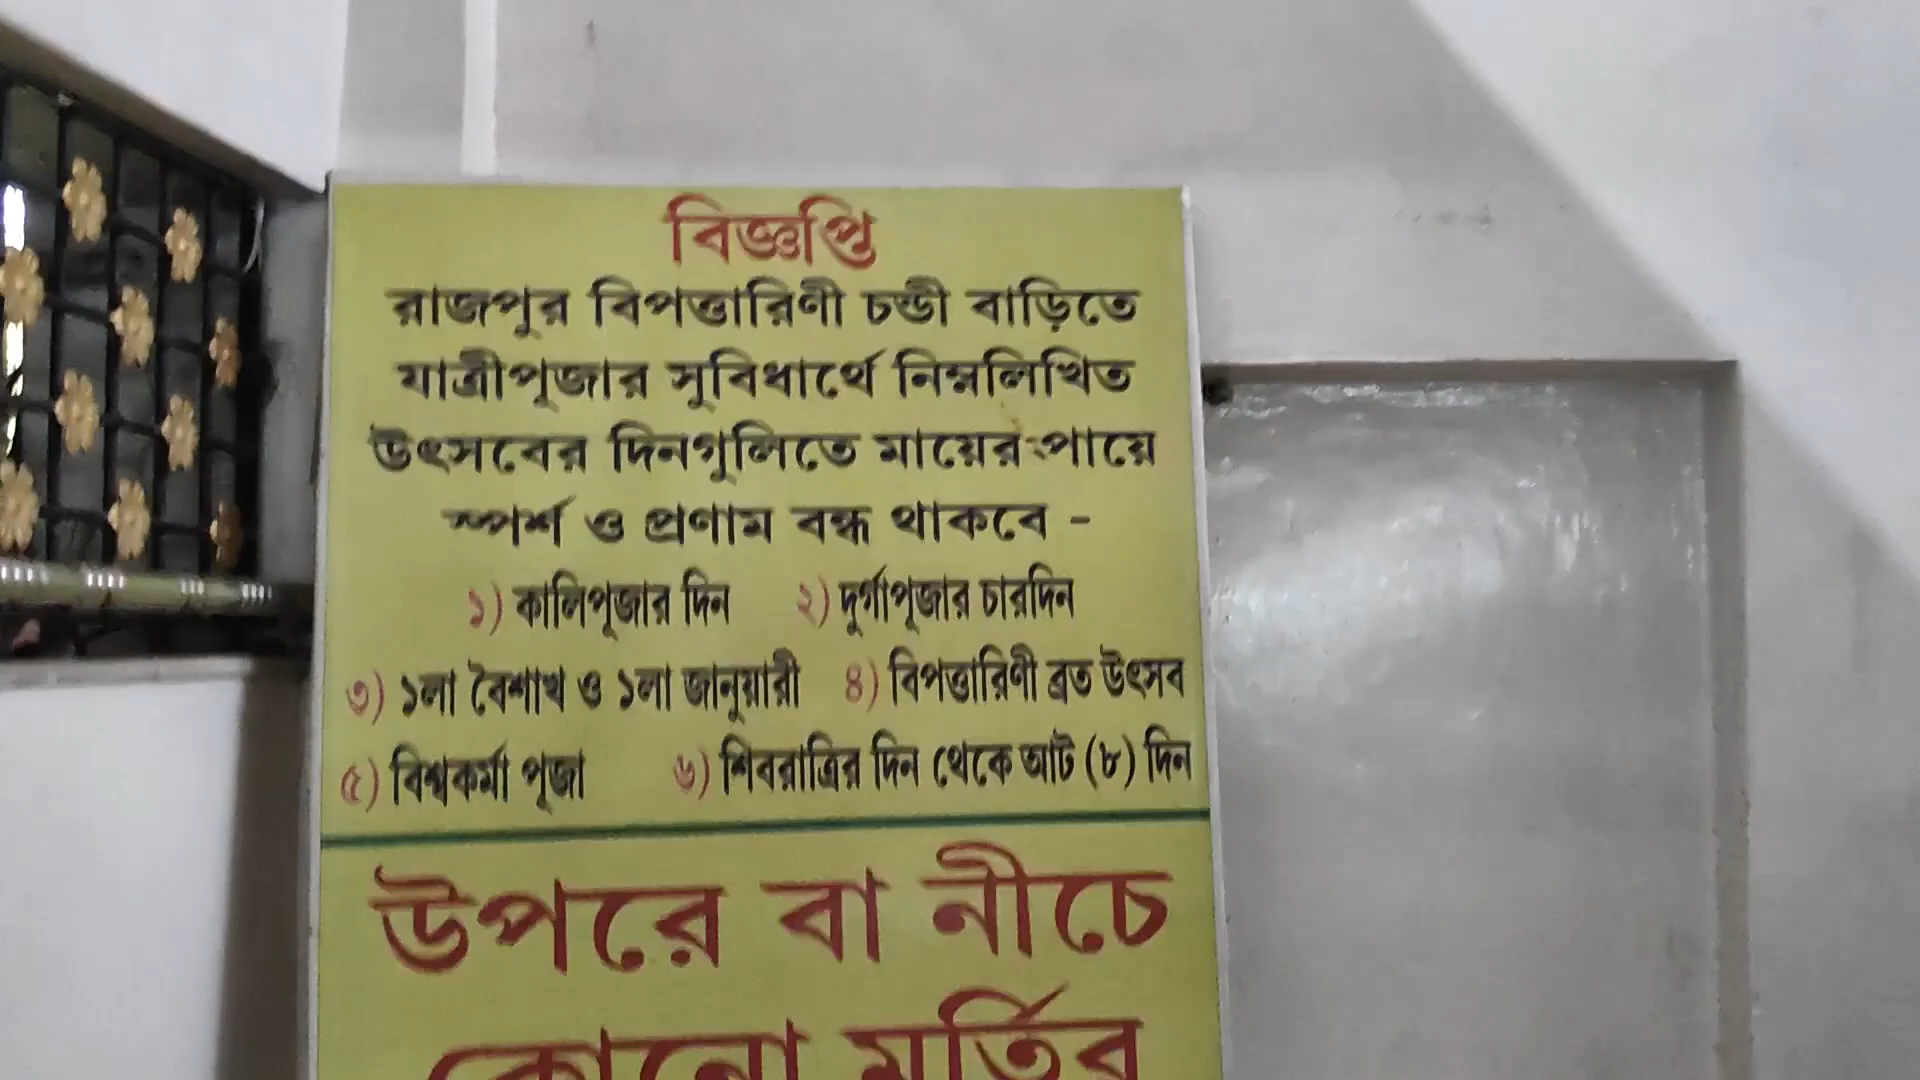 বিজ্ঞপ্তি
রাজপুর বিপত্তারিণী চন্ডী বাড়িতে
যাত্রীপূজার সুবিধার্থে নিম্নলিখিত
উৎসবের দিনগুলিতে মায়ের পায়ে
স্পর্শ ও প্রণাম বন্ধ থাকবে -
১) কালিপূজার দিন ২) দুর্গাপূজার চারদিন
৩) ১লা বৈশাখ ও ১লা জানুয়ারী ৪) বিপত্তারিণী ব্রত উৎসব
৫) বিশ্বকর্মা পূজা ৬) শিবরাত্রির দিন থেকে আট (৮) দিন
উপরে বা নীচে
কোনো মূর্তির